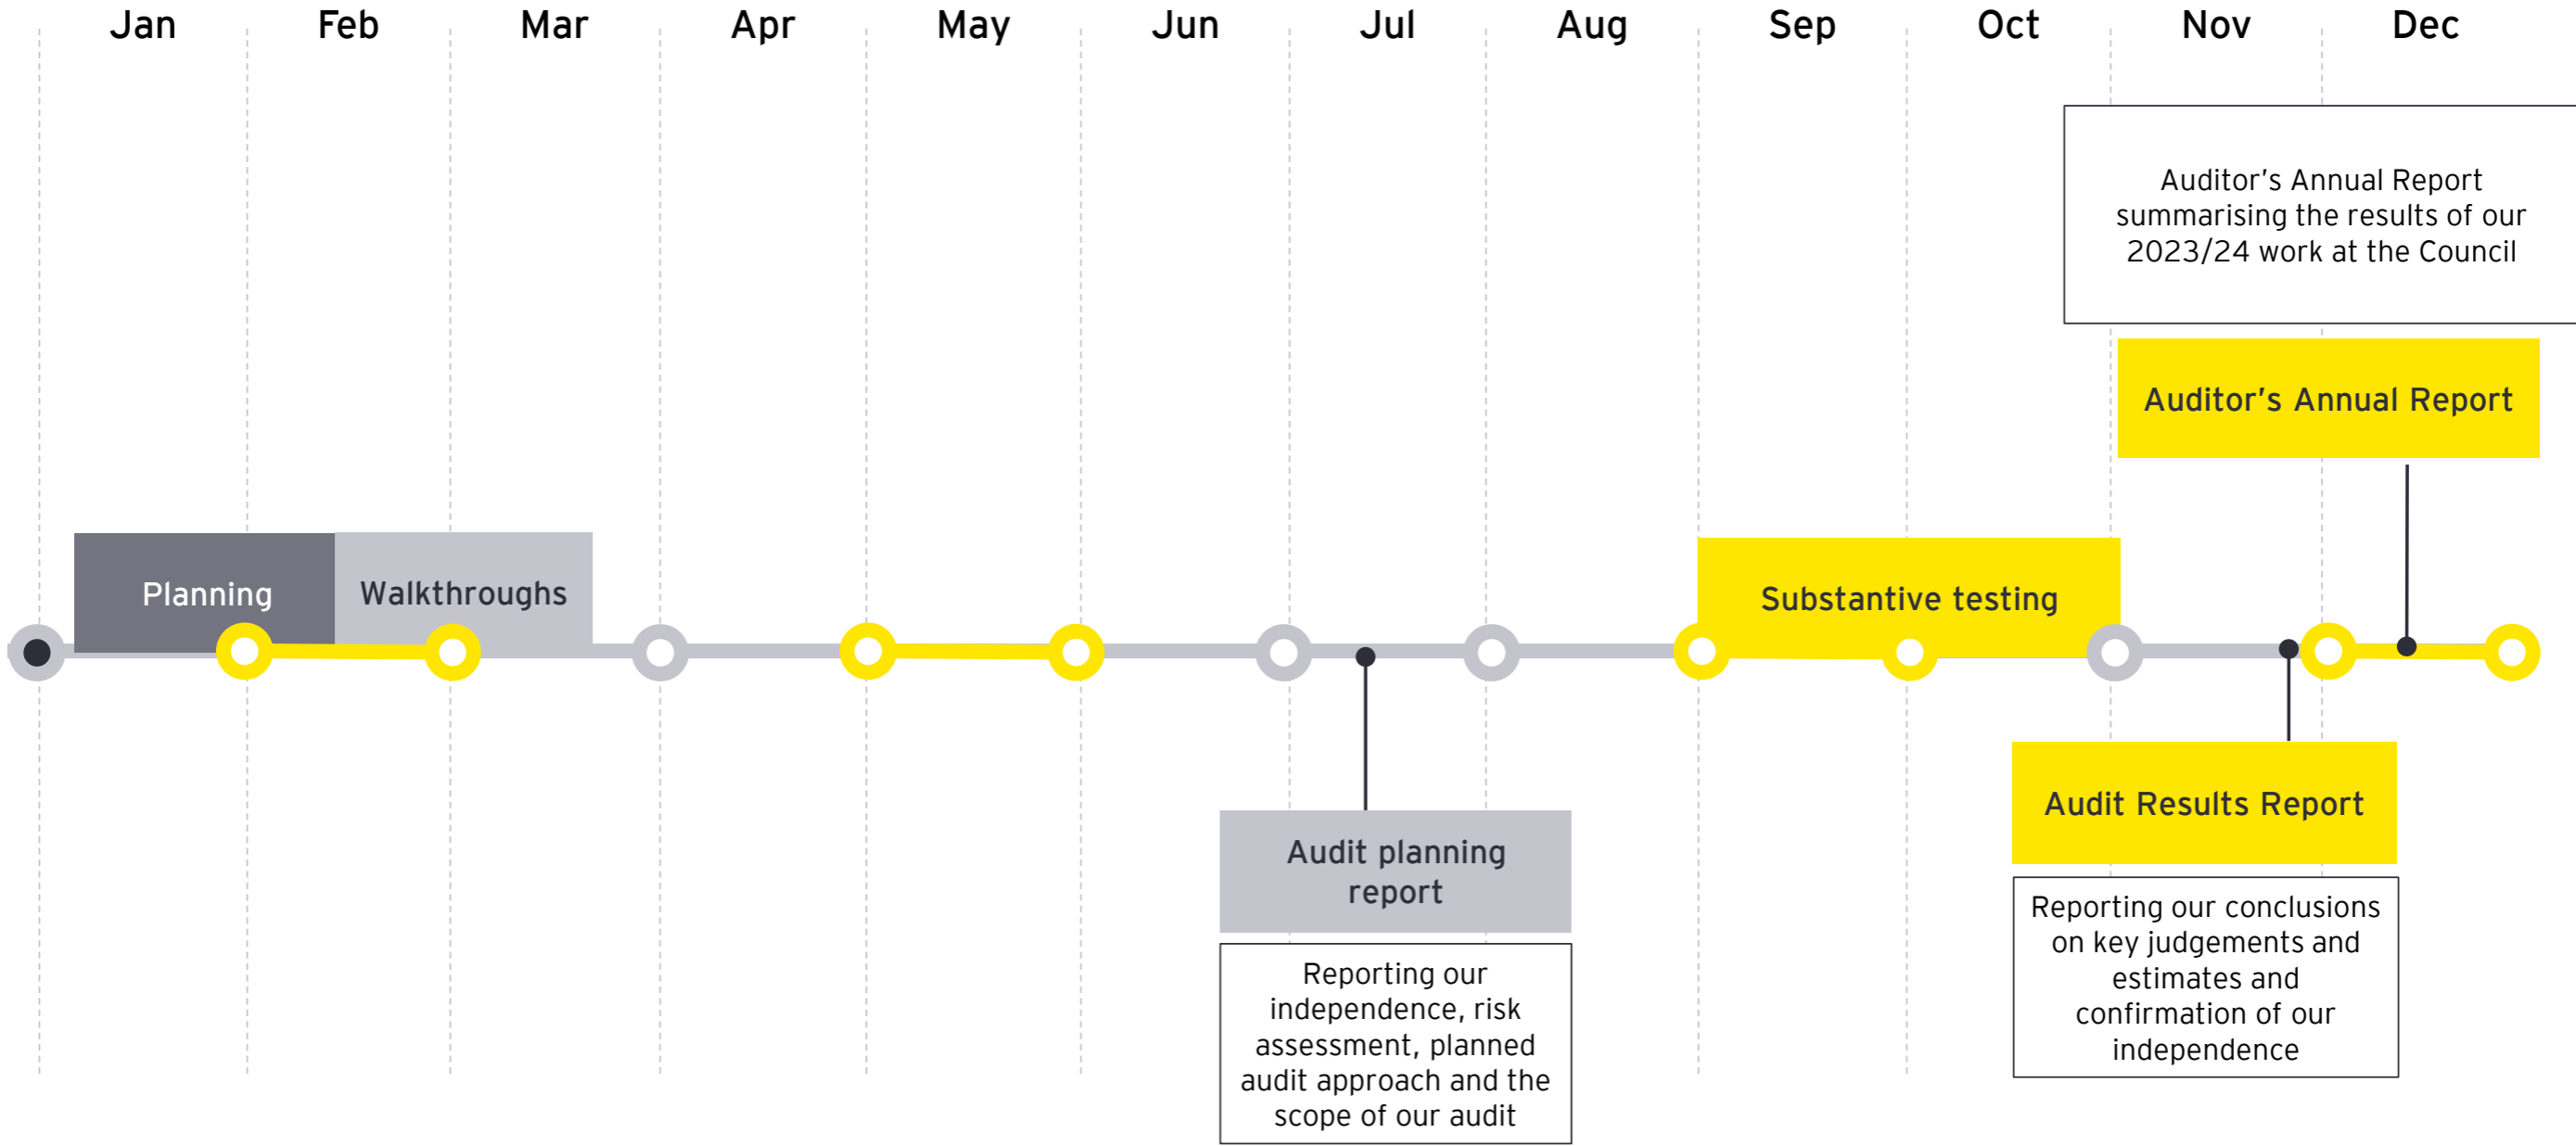 Jan Feb Mar Apr May Jun Jul Aug Sep Oct Nov Dec
Auditor's Annual Report
summarising the results of our
2023/24 work at the Council
Auditor's Annual Report
Planning
Walkthroughs
Substantive testing
Audit planning
report
Reporting our
independence, risk
assessment, planned
audit approach and the
scope of our audit
Audit Results Report
Reporting our conclusions
on key judgements and
estimates and
confirmation of our
independence